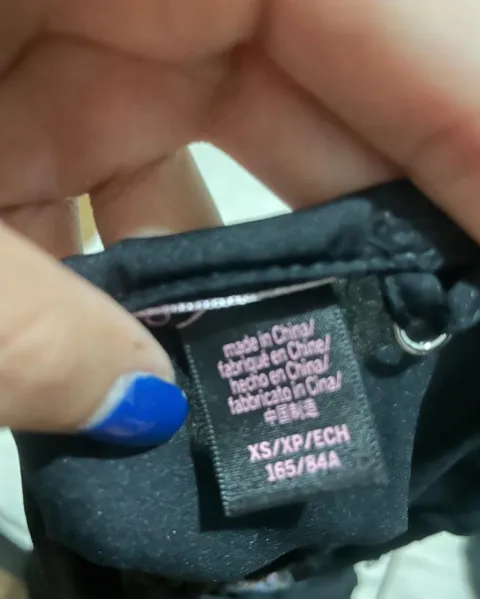 made in China/
fabriqué en Chine/
hecho en China/
fabbricato in Cina/
中国制造
XS/XP/ECH
165/84A